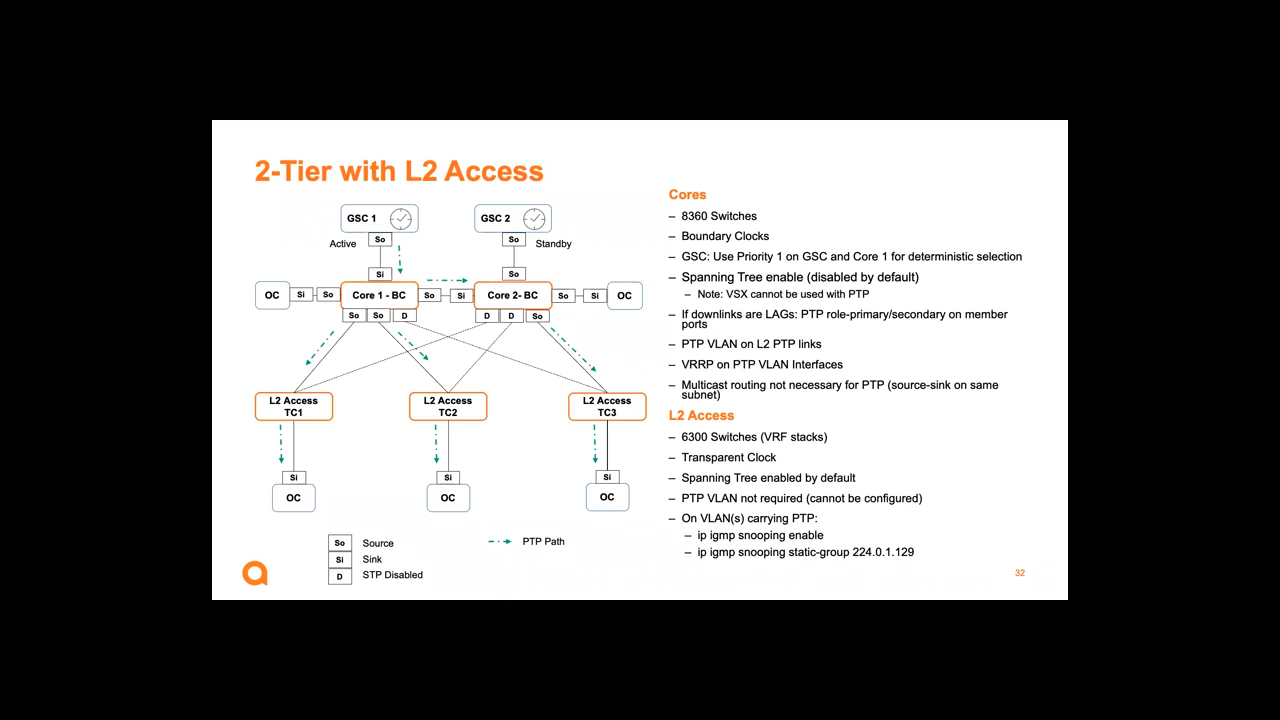 2-Tier with L2 Access
GSC 1
GSC 2
Active
So
So
Standby
Si
So
OC
Si
So
Core 1 - BC
So
Si
Core 2- BC
So
Si
OC
So
So
D
D
D
So
L2 Access
TC1
L2 Access
TC2
L2 Access
TC3
Si
Si
Si
OC
OC
OC
So
Source
Si
Sink
D
STP Disabled
PTP Path
Cores
– 8360 Switches
– Boundary Clocks
– GSC: Use Priority 1 on GSC and Core 1 for deterministic selection
– Spanning Tree enable (disabled by default)
– Note: VSX cannot be used with PTP
– If downlinks are LAGs: PTP role-primary/secondary on member
ports
– PTP VLAN on L2 PTP links
– VRRP on PTP VLAN Interfaces
– Multicast routing not necessary for PTP (source-sink on same
subnet)
L2 Access
– 6300 Switches (VRF stacks)
– Transparent Clock
– Spanning Tree enabled by default
– PTP VLAN not required (cannot be configured)
– On VLAN(s) carrying PTP:
– ip igmp snooping enable
– ip igmp snooping static-group 224.0.1.129
32